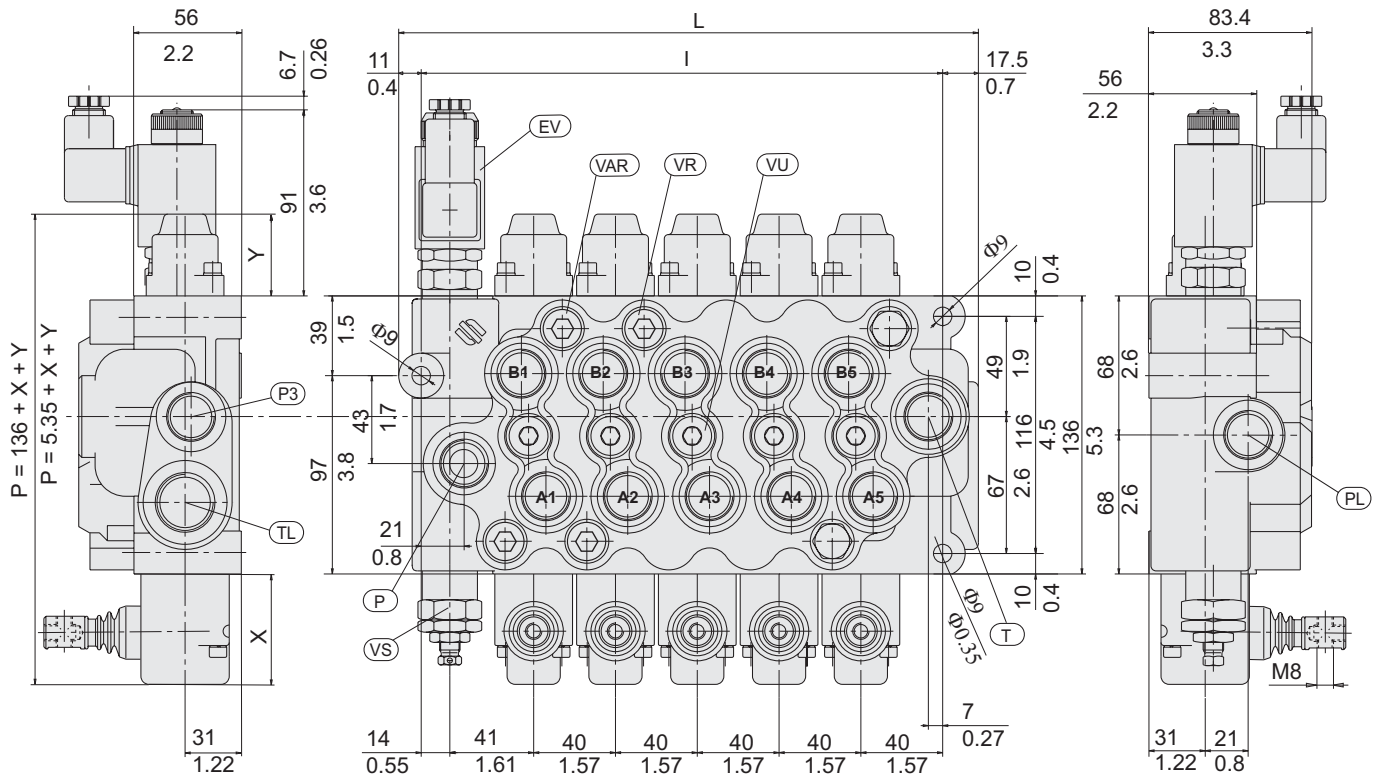 56
2.2
6.7
0.26
91
3.6
Y
P = 136 + X + Y
P = 5.35 + X + Y
P3
TL
X
31
1.22
L
I
11
0.4
17.5
0.7
EV
VAR
VR
VU
Φ9
10
0.4
39
1.5
Φ9
43
1.7
97
3.8
21
0.8
B1 B2 B3 B4 B5
A1 A2 A3 A4 A5
49
1.9
116
4.5
136
5.3
67
2.6
10
0.4
Φ9
Φ0.35
P
VS
T
7
0.27
14
0.55
41
1.61
40
1.57
40
1.57
40
1.57
40
1.57
40
1.57
83.4
3.3
56
2.2
68
2.6
68
2.6
PL
M8
31
1.22
21
0.8